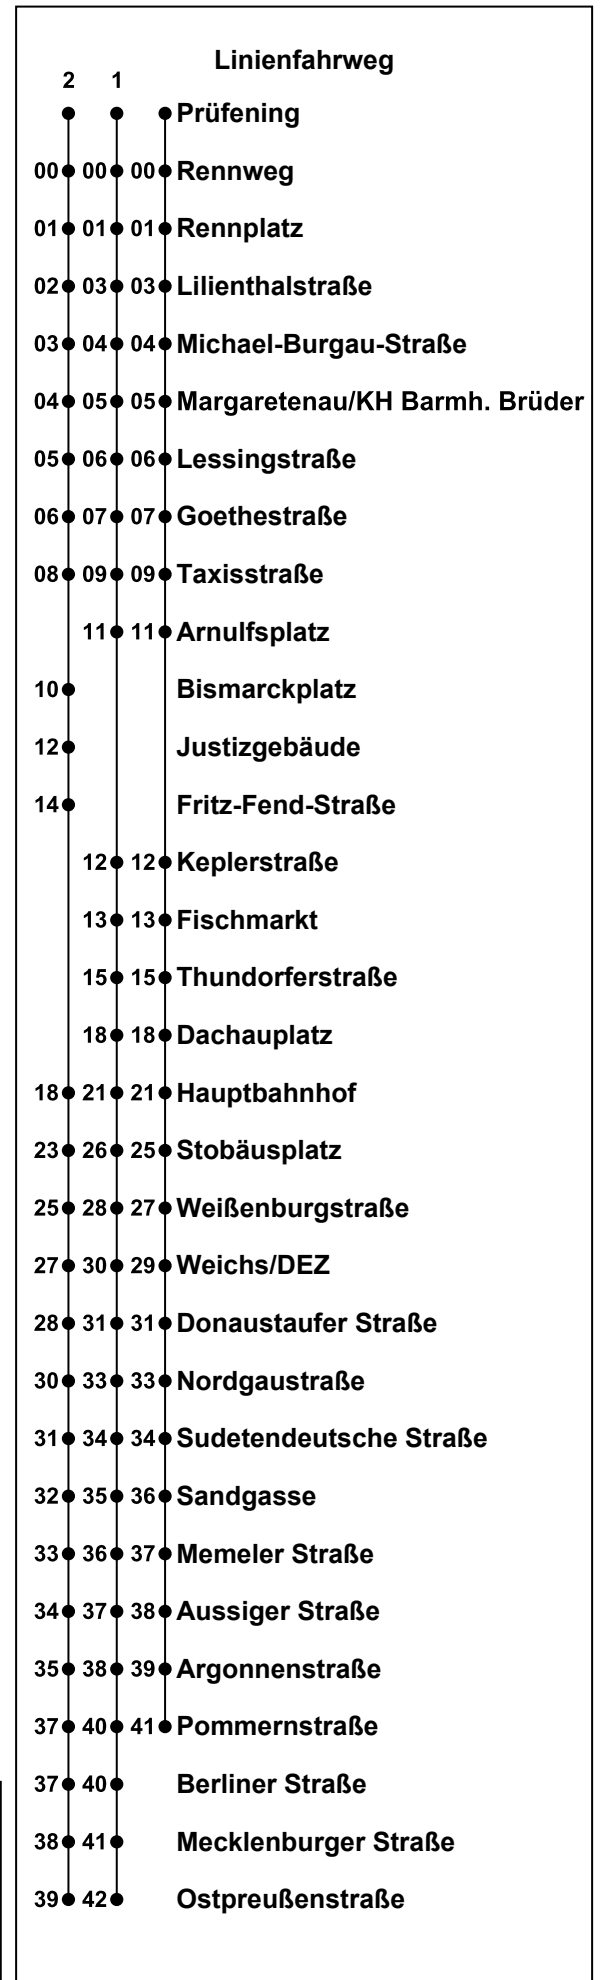 Linienfahrweg
2 1
Prüfening
00 00 00 Rennweg
01 01 01 Rennplatz
02 03 03 Lilienthalstraße
03 04 04 Michael-Burgau-Straße
04 05 05 Margaretenau/KH Barmh. Brüder
05 06 06 Lessingstraße
06 07 07 Goethestraße
08 09 09 Taxisstraße
11 11 Arnulfsplatz
10 Bismarckplatz
12 Justizgebäude
14 Fritz-Fend-Straße
12 12 Keplerstraße
13 13 Fischmarkt
15 15 Thundorferstraße
18 18 Dachauplatz
18 21 21 Hauptbahnhof
23 26 25 Stobäusplatz
25 28 27 Weißenburgstraße
27 30 29 Weichs/DEZ
28 31 31 Donaustaufer Straße
30 33 33 Nordgaustraße
31 34 34 Sudetendeutsche Straße
32 35 36 Sandgasse
33 36 37 Memeler Straße
34 37 38 Aussiger Straße
35 38 39 Argonnenstraße
37 40 41 Pommernstraße
37 40 Berliner Straße
38 41 Mecklenburger Straße
39 42 Ostpreußenstraße